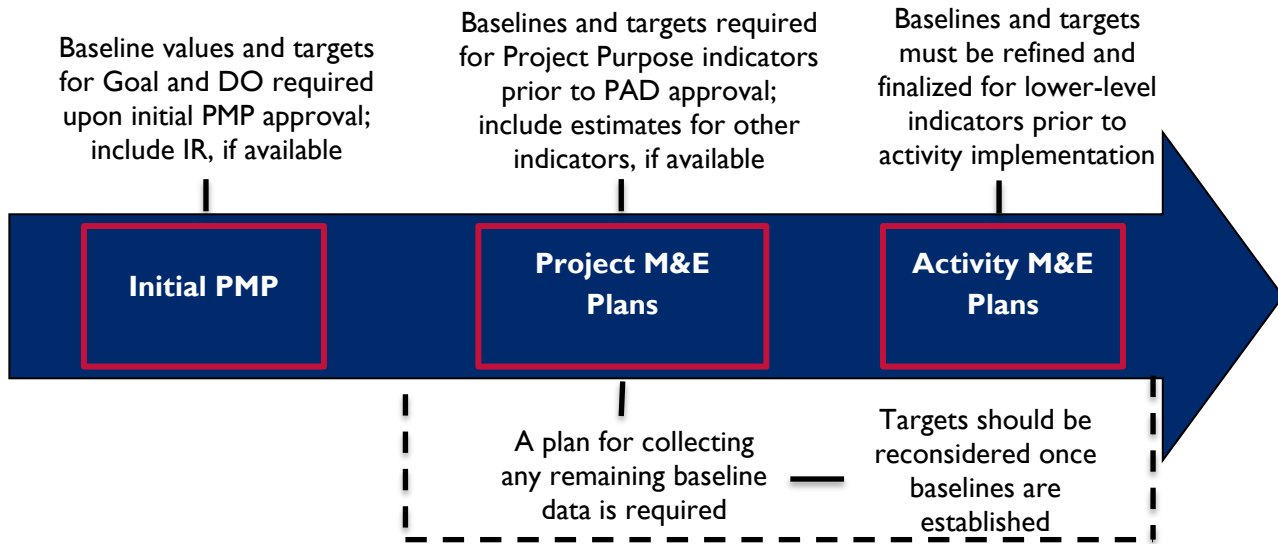 Baseline values and targets
for Goal and DO required
upon initial PMP approval;
include IR, if available
Baselines and targets required
for Project Purpose indicators
prior to PAD approval;
include estimates for other
indicators, if available
Baselines and targets
must be refined and
finalized for lower-level
indicators prior to
activity implementation
Initial PMP
Project M&E
Plans
Activity M&E
Plans
A plan for collecting
any remaining baseline
data is required
Targets should be
reconsidered once
baselines are
established